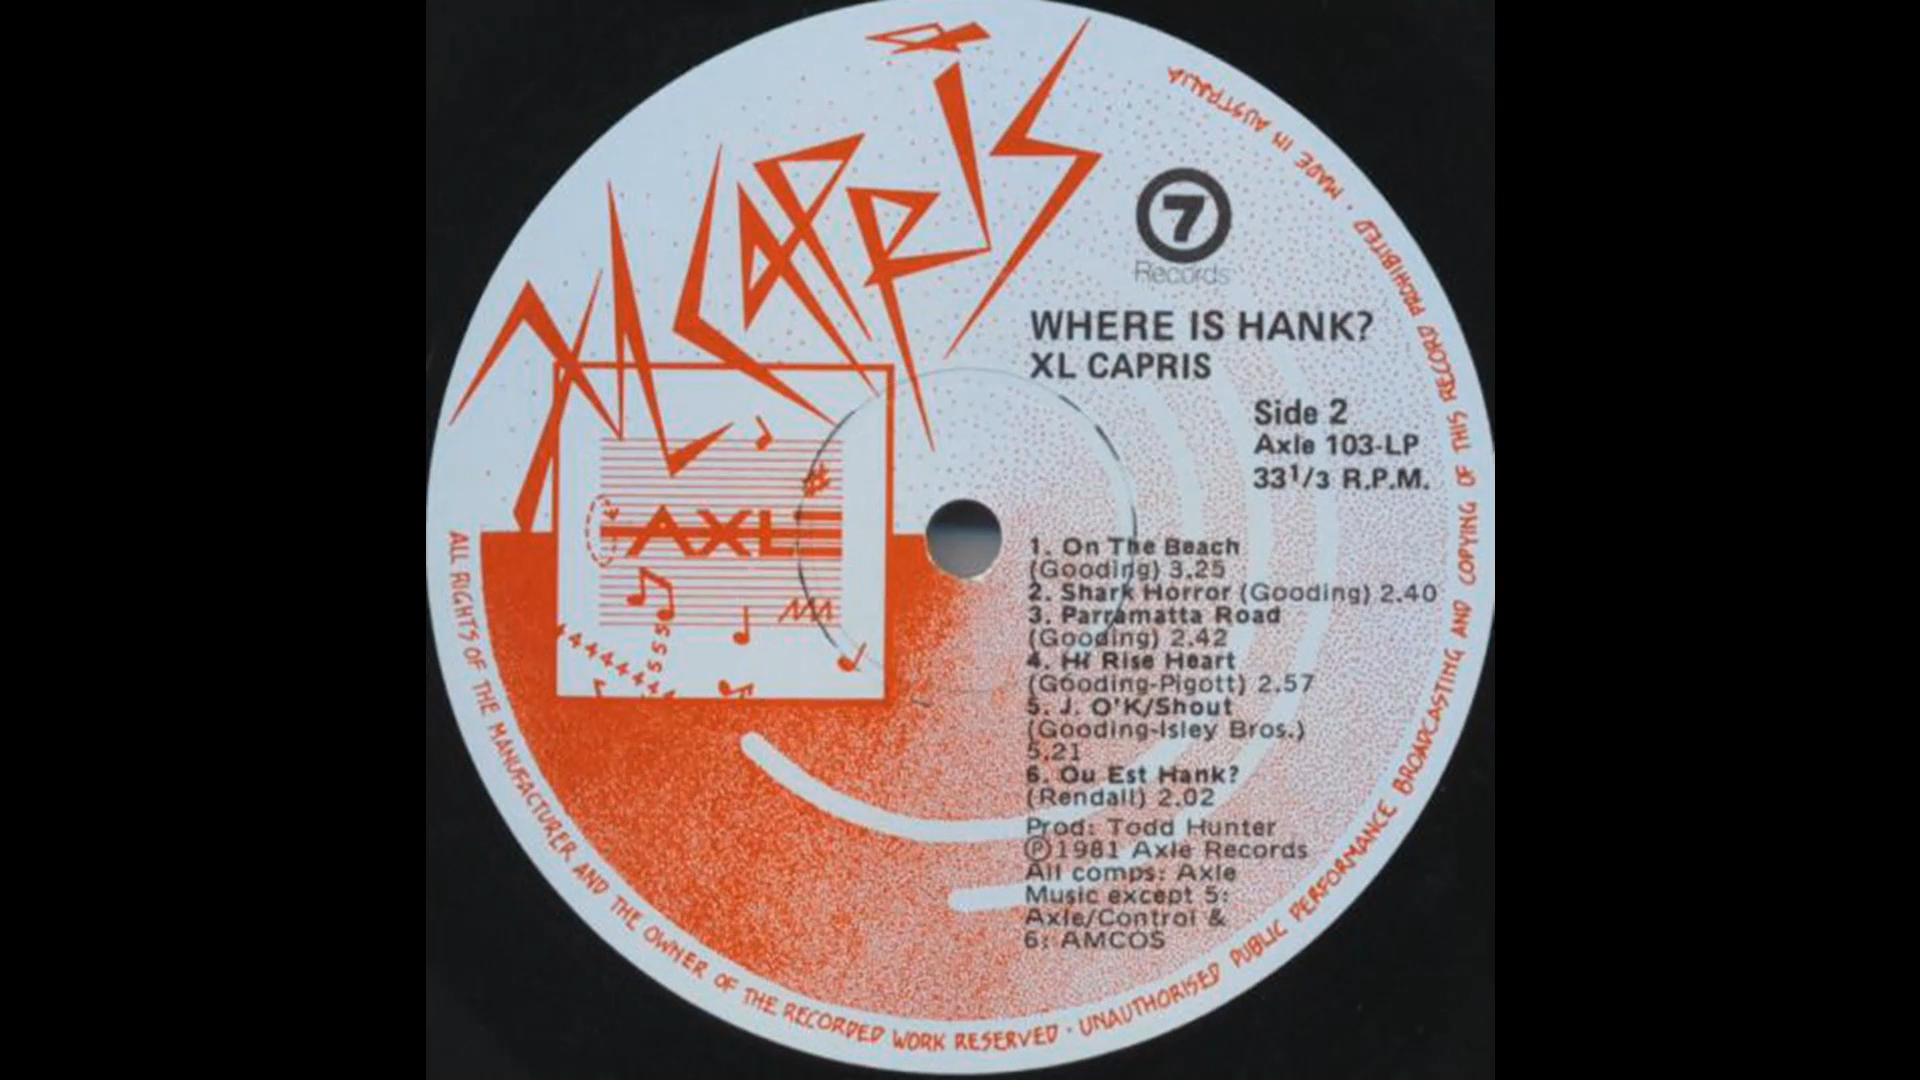 XL CAPRIS
7
Records
WHERE IS HANK?
XL CAPRIS
Side 2
Axle 103-LP
33 1/3 R.P.M.
AXL
1. On The Beach
(Gooding) 3.25
2. Shark Horror (Gooding) 2.40
3. Parramatta Road
(Gooding) 2.42
4. Hi Rise Heart
(Gooding-Pigott) 2.57
5. J. O'K/Shout
(Gooding-Isley Bros.)
5.21
6. Ou Est Hank?
(Rendall) 2.02
Prod: Todd Hunter
Ⓟ1981 Axle Records
All comps: Axle
Music except 5:
Axle/Control &
6: AMCOS
ALL RIGHTS OF THE MANUFACTURER AND THE OWNER OF THE RECORDED WORK RESERVED · UNAUTHORISED PUBLIC PERFORMANCE BROADCASTING AND COPYING OF THIS RECORD PROHIBITED · MADE IN AUSTRALIA